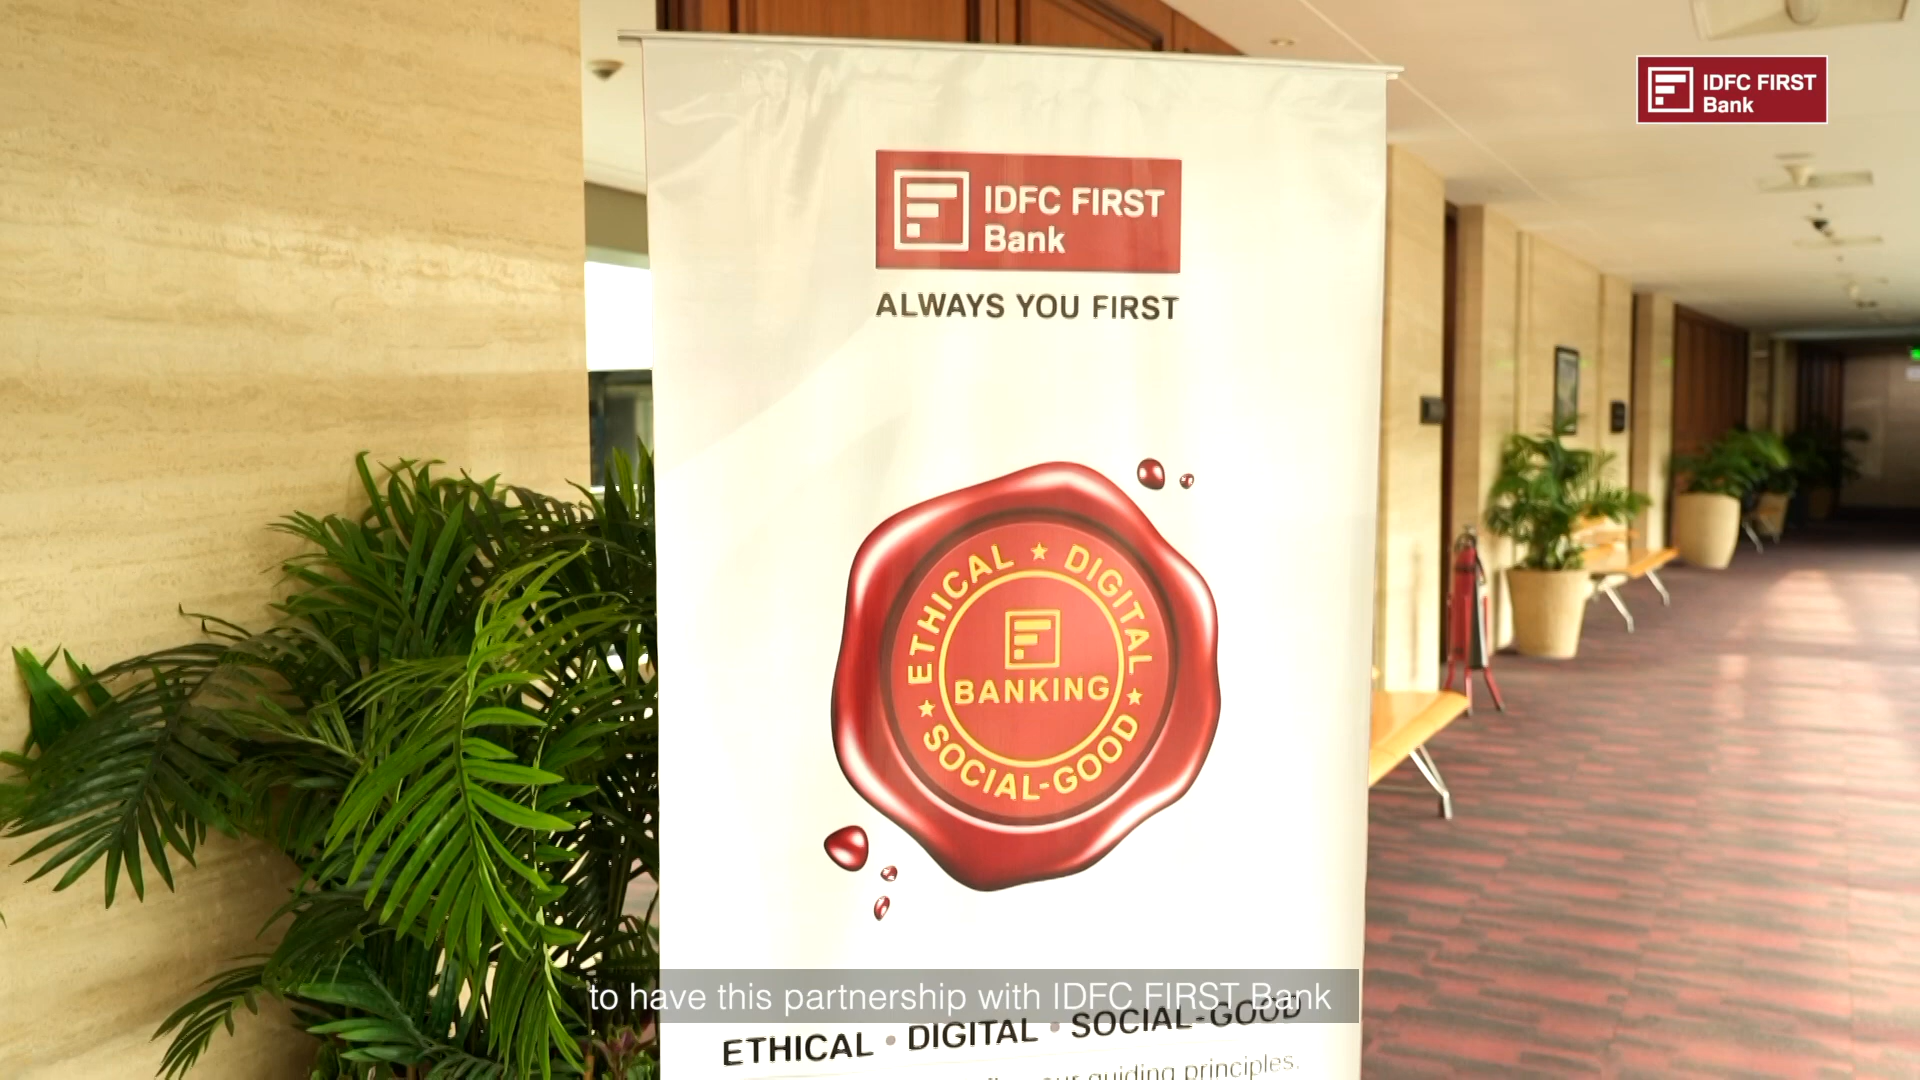 IDFC FIRST
Bank
IDFC FIRST
Bank
ALWAYS YOU FIRST
ETHICAL ★ DIGITAL ★ SOCIAL-GOOD ★
BANKING
to have this partnership with IDFC FIRST Bank
ETHICAL • DIGITAL • SOCIAL-GOOD
our guiding principles.